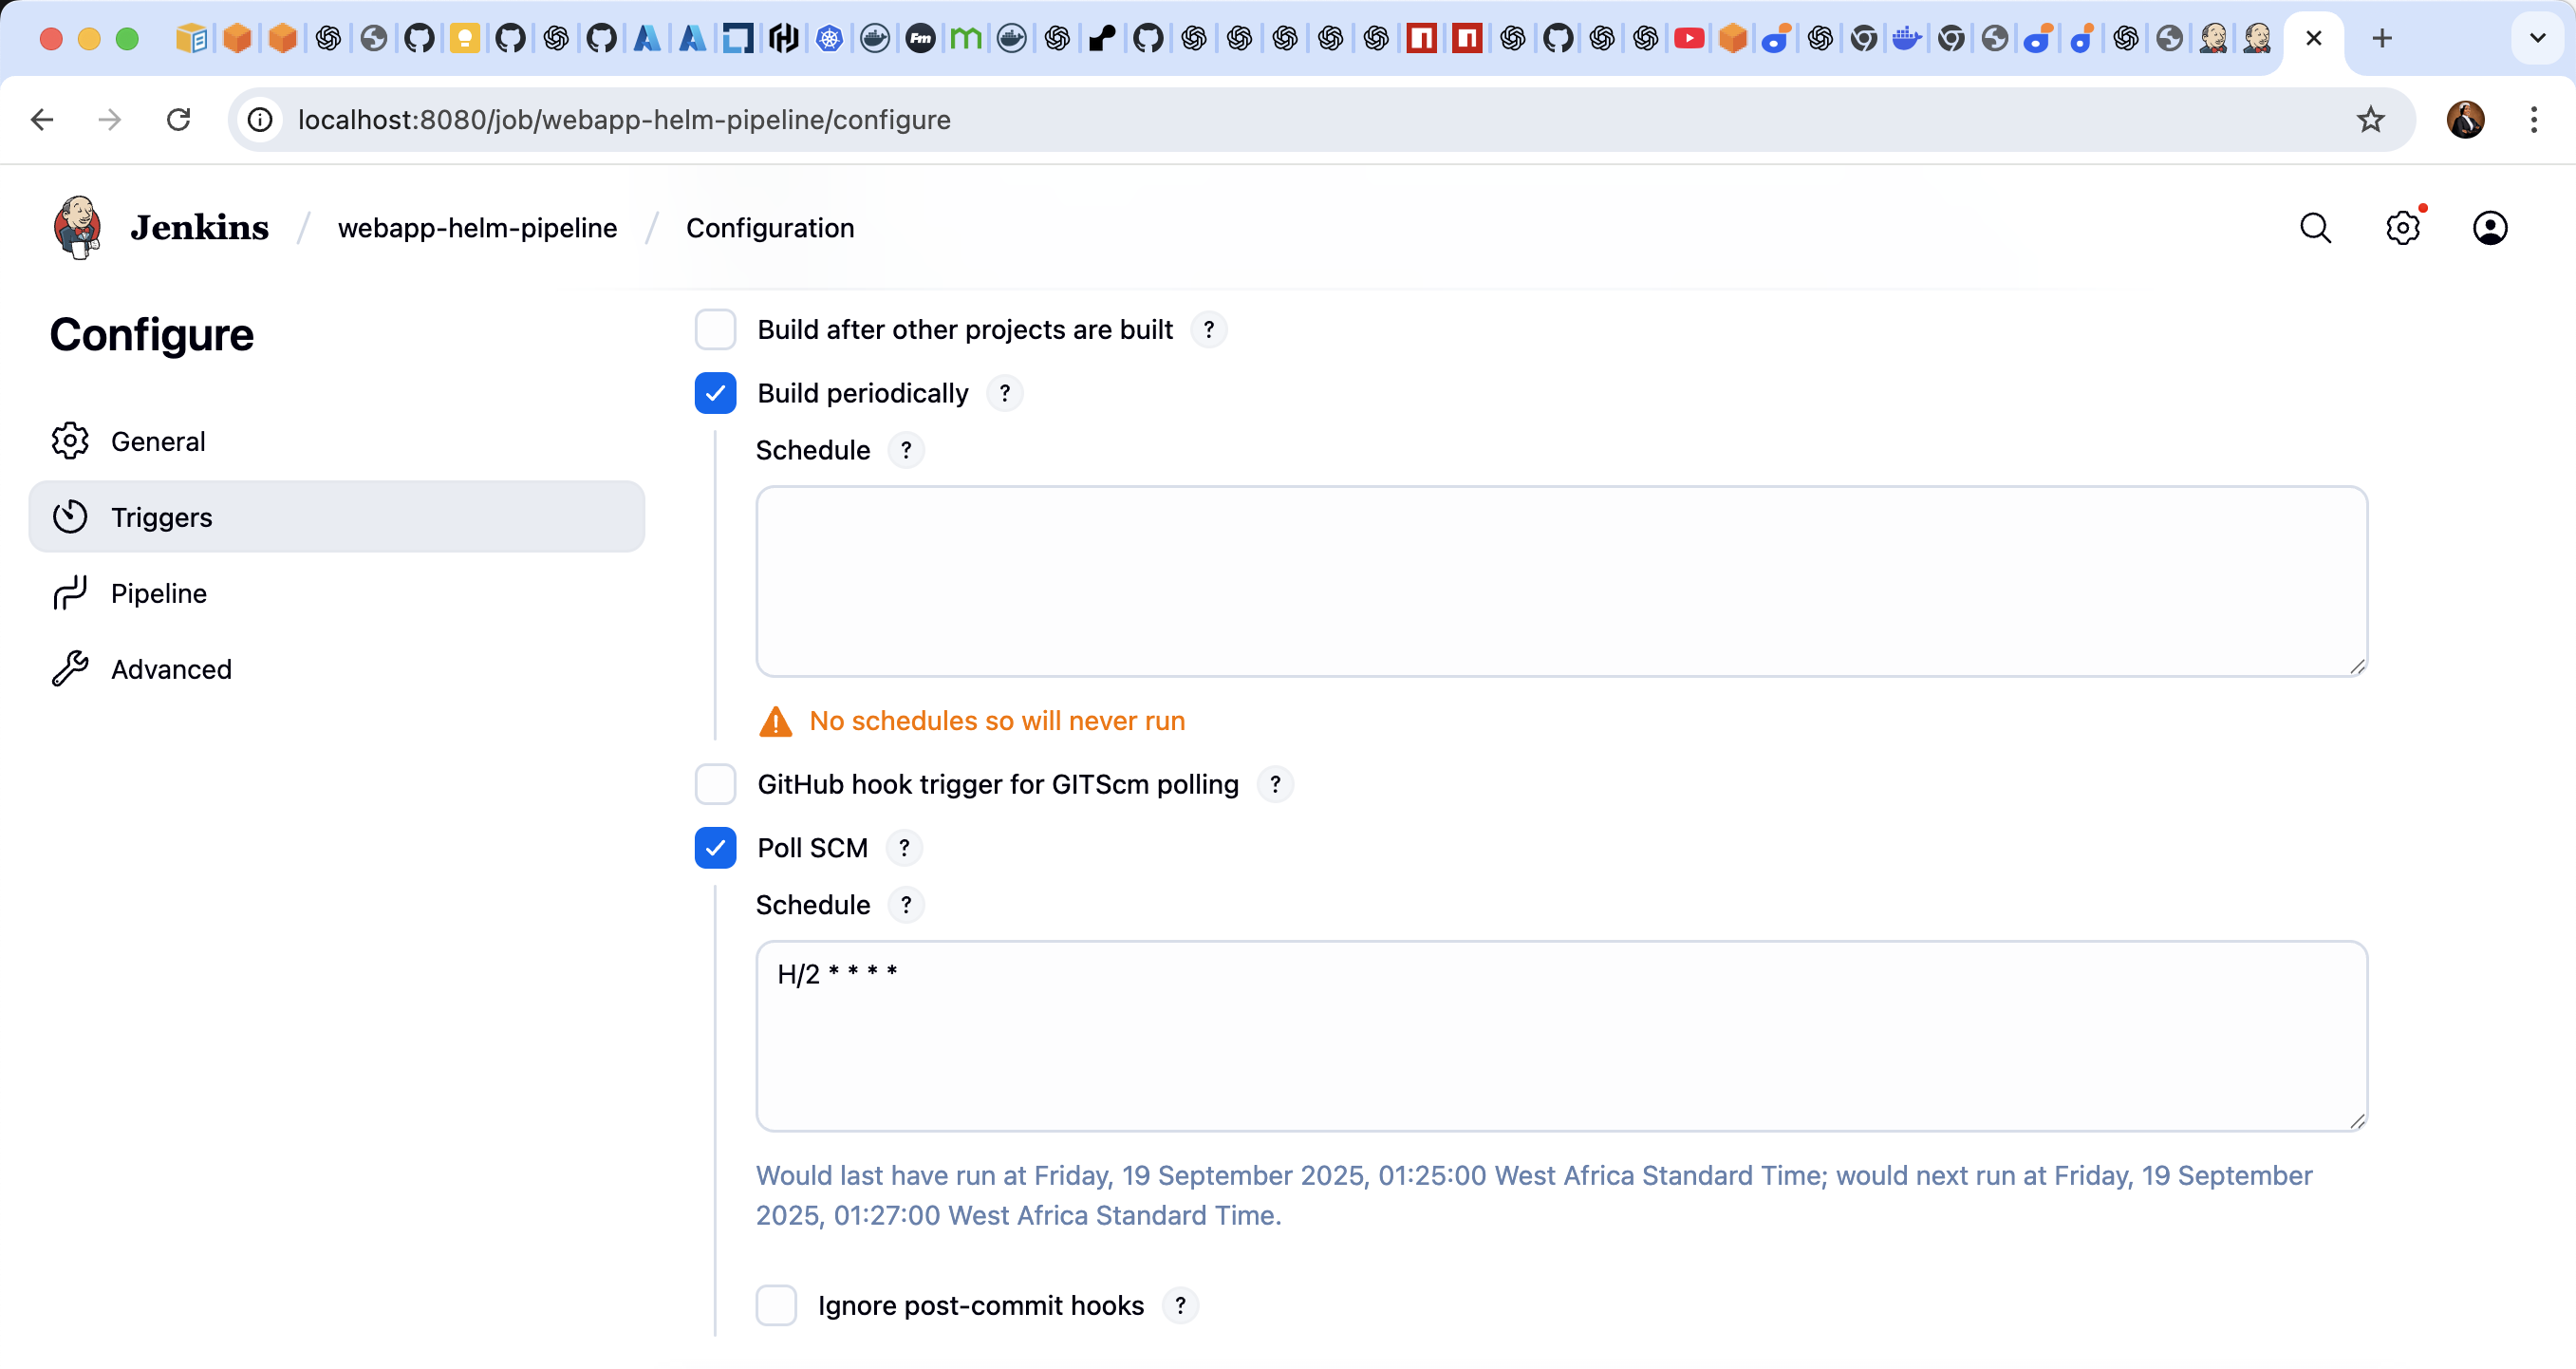 Fm
localhost:8080/job/webapp-helm-pipeline/configure
Jenkins / webapp-helm-pipeline / Configuration
Configure
General
Triggers
Pipeline
Advanced
Build after other projects are built ?
Build periodically ?
Schedule ?
No schedules so will never run
GitHub hook trigger for GITScm polling ?
Poll SCM ?
Schedule ?
H/2 * * * *
Would last have run at Friday, 19 September 2025, 01:25:00 West Africa Standard Time; would next run at Friday, 19 September
2025, 01:27:00 West Africa Standard Time.
Ignore post-commit hooks ?